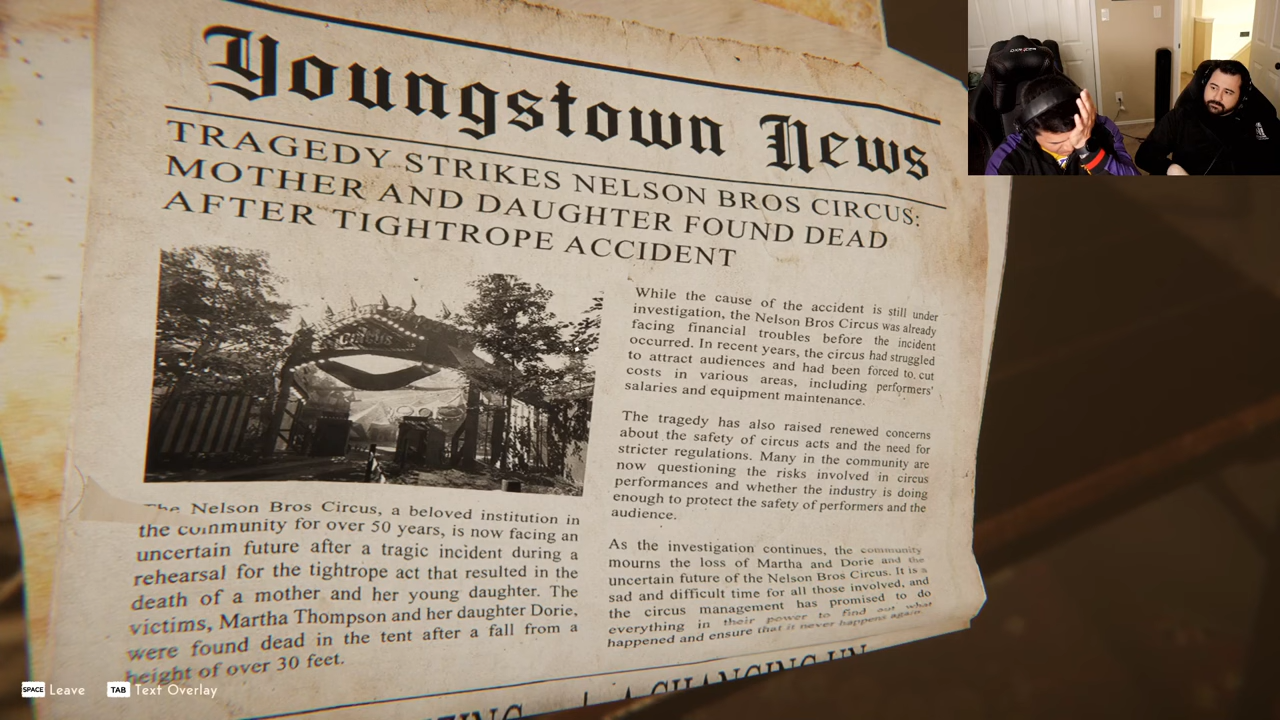 Youngstown News
TRAGEDY STRIKES NELSON BROS CIRCUS:
MOTHER AND DAUGHTER FOUND DEAD
AFTER TIGHTROPE ACCIDENT
The Nelson Bros Circus, a beloved institution in
the community for over 50 years, is now facing an
uncertain future after a tragic incident during a
rehearsal for the tightrope act that resulted in the
death of a mother and her young daughter. The
victims, Martha Thompson and her daughter Dorie,
were found dead in the tent after a fall from a
height of over 30 feet.
While the cause of the accident is still under
investigation, the Nelson Bros Circus was already
facing financial troubles before the incident
occurred. In recent years, the circus had struggled
to attract audiences and had been forced to cut
costs in various areas, including performers'
salaries and equipment maintenance.
The tragedy has also raised renewed concerns
about the safety of circus acts and the need for
stricter regulations. Many in the community are
now questioning the risks involved in circus
performances and whether the industry is doing
enough to protect the safety of performers and the
audience.
As the investigation continues, the community
mourns the loss of Martha and Dorie and the
uncertain future of the Nelson Bros Circus. It is a
sad and difficult time for all those involved, and
the circus management has promised to do
everything in their power to find out what
happened and ensure that it never happens again.
A CHANGING
SPACE Leave TAB Text Overlay